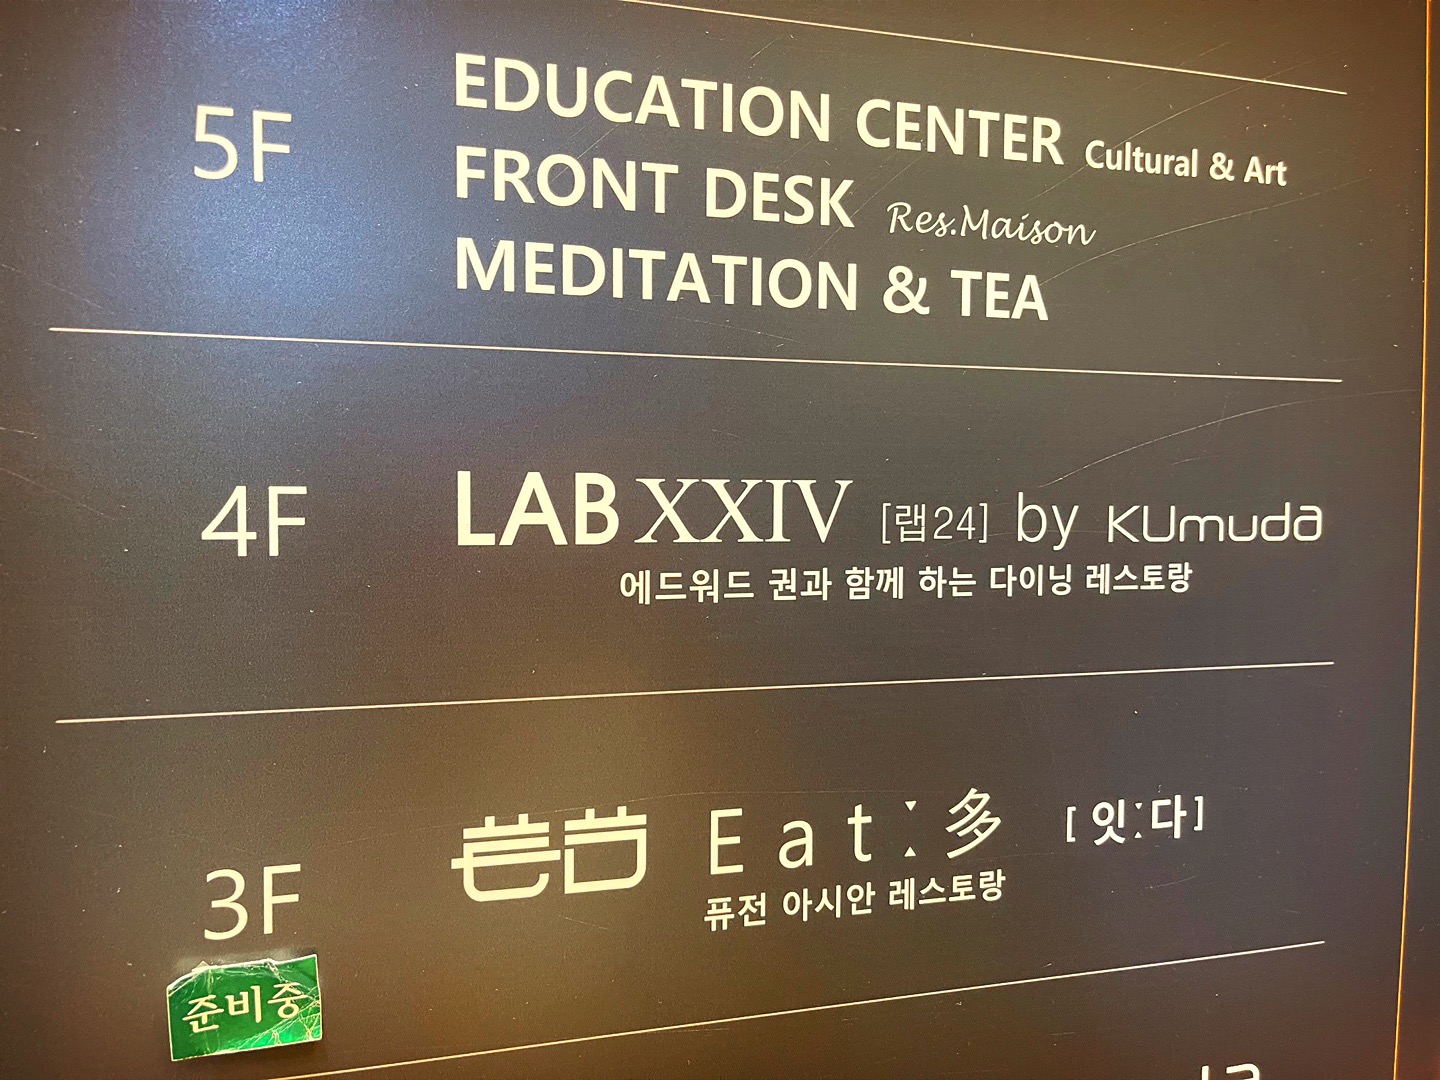 5F
EDUCATION CENTER Cultural & Art
FRONT DESK Res.Maison
MEDITATION & TEA
4F
LAB XXIV [랩24] by KUmuda
에드워드 권과 함께 하는 다이닝 레스토랑
3F
Eat:多 [잇:다]
퓨전 아시안 레스토랑
준비중